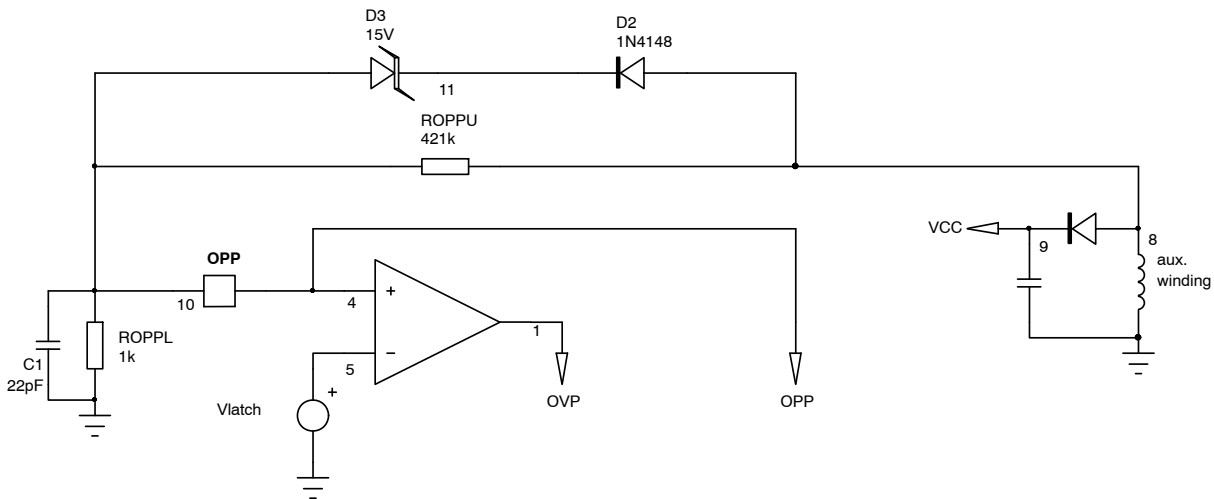 D3
15V
D2
1N4148
11
ROPPU
421k
VCC
9
8
aux.
winding
OPP
10
4
+
1
ROPPL
1k
C1
22pF
5
−
+
Vlatch
OVP
OPP